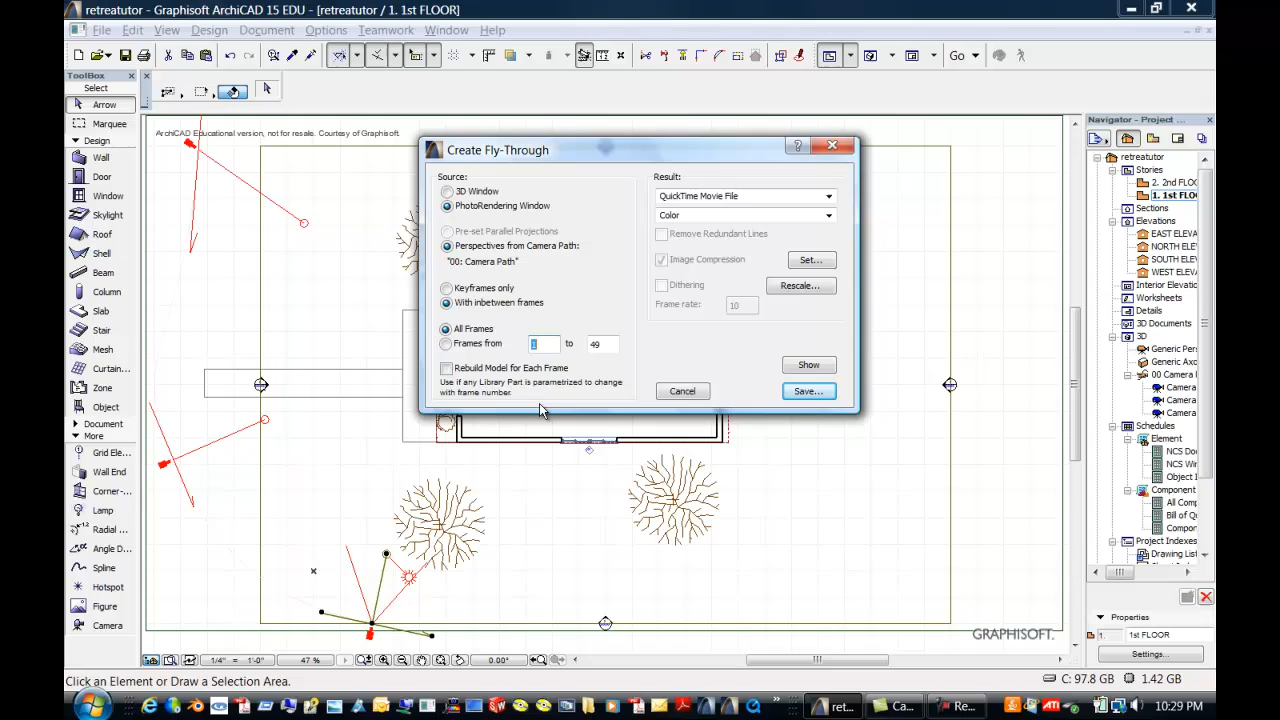 retreatutor - Graphisoft ArchiCAD 15 EDU - [retreatutor / 1. 1st FLOOR]
File Edit View Design Document Options Teamwork Window Help
Go
ToolBox
Select
Arrow
Marquee
Design
Wall
Door
Window
Skylight
Roof
Shell
Beam
Column
Slab
Stair
Mesh
Curtain...
Zone
Object
Document
More
Grid Ele...
Wall End
Corner-...
Lamp
Radial ...
Angle D...
Spline
Hotspot
Figure
Camera
ArchiCAD Educational version, not for resale. Courtesy of Graphisoft.
Create Fly-Through
Source:
3D Window
PhotoRendering Window
Pre-set Parallel Projections
Perspectives from Camera Path:
"00: Camera Path"
Keyframes only
With inbetween frames
All Frames
Frames from 1 to 49
Rebuild Model for Each Frame
Use if any Library Part is parametrized to change
with frame number.
Result:
QuickTime Movie File
Color
Remove Redundant Lines
Image Compression Set...
Dithering Rescale...
Frame rate: 10
Show
Cancel Save...
GRAPHISOFT.
Navigator - Project ...
retreatutor
Stories
2. 2nd FLO
1. 1st FLO
Sections
Elevations
EAST ELEV
NORTH ELE
SOUTH ELE
WEST ELEV
Interior Elevatio
Worksheets
Details
3D Documents
3D
Generic Per
Generic Axo
00 Camera
Camera
Camera
Camera
Schedules
Element
NCS Do
NCS Wi
Object I
Component
All Comp
Bill of Q
Compon
Project Indexes
Drawing List
Properties
1. 1st FLOOR
Settings...
1/4" = 1'-0" 47 % 0.00°
Click an Element or Draw a Selection Area.
C: 97.8 GB 1.42 GB
ret... Ca... Re...
10:29 PM